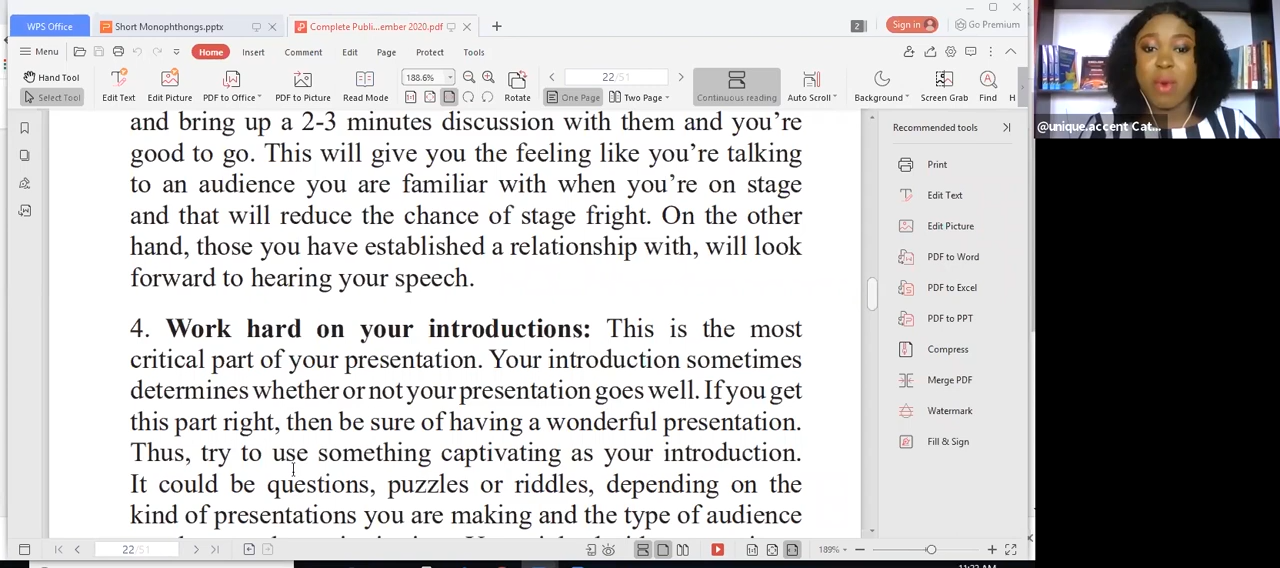 WPS Office
Short Monophthongs.pptx
Complete Publi...ember 2020.pdf
2
Sign in
Go Premium
Menu
Home
Insert
Comment
Edit
Page
Protect
Tools
Hand Tool
Select Tool
Edit Text
Edit Picture
PDF to Office
PDF to Picture
Read Mode
188.6%
Rotate
22/51
One Page
Two Page
Continuous reading
Auto Scroll
Background
Screen Grab
Find
H
@unique.accent Cat...
and bring up a 2-3 minutes discussion with them and you're
good to go. This will give you the feeling like you're talking
to an audience you are familiar with when you're on stage
and that will reduce the chance of stage fright. On the other
hand, those you have established a relationship with, will look
forward to hearing your speech.
4. Work hard on your introductions: This is the most
critical part of your presentation. Your introduction sometimes
determines whether or not your presentation goes well. If you get
this part right, then be sure of having a wonderful presentation.
Thus, try to use something captivating as your introduction.
It could be questions, puzzles or riddles, depending on the
kind of presentations you are making and the type of audience
Recommended tools
Print
Edit Text
Edit Picture
PDF to Word
PDF to Excel
PDF to PPT
Compress
Merge PDF
Watermark
Fill & Sign
22/51
189%